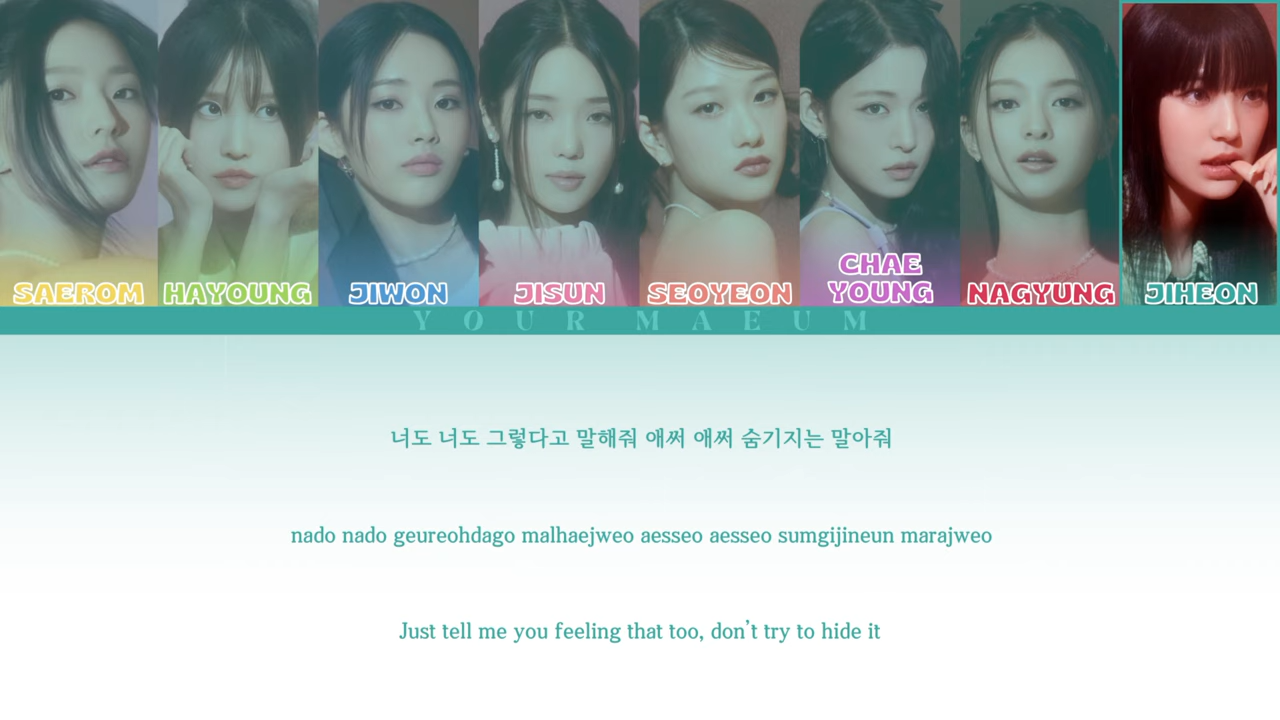 SAEROM
HAYOUNG
JIWON
JISUN
SEOYEON
CHAE
YOUNG
NAGYUNG
JIHEON
YOUR MAEUM
너도 너도 그렇다고 말해줘 애써 애써 숨기지는 말아줘
nado nado geureohdago malhaejweo aesseo aesseo sumgijineun marajweo
Just tell me you feeling that too, don’t try to hide it